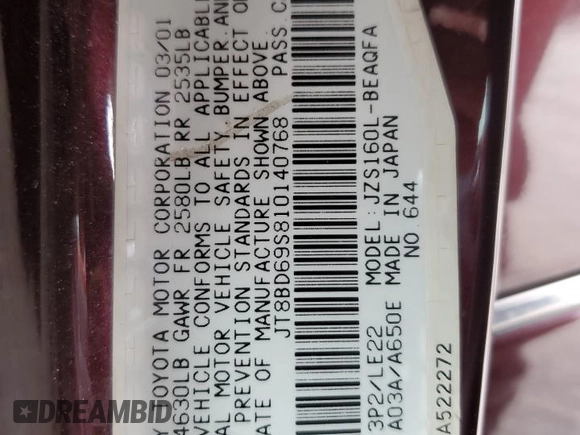 Y TOYOTA MOTOR CORPORATION 03/01
4630LB GAWR FR 2580LB RR 2535LB
VEHICLE CONFORMS TO ALL APPLICABLE
AL MOTOR VEHICLE SAFETY, BUMPER, AN
PREVENTION STANDARDS IN EFFECT O
ATE OF MANUFACTURE SHOWN ABOVE.
JT8BD69S810140768 PASS.C
3P2/LE22 MODEL:JZS160L-BEAQFA
A03A/A650E MADE IN JAPAN
NO.644
A522272
DREAMBID